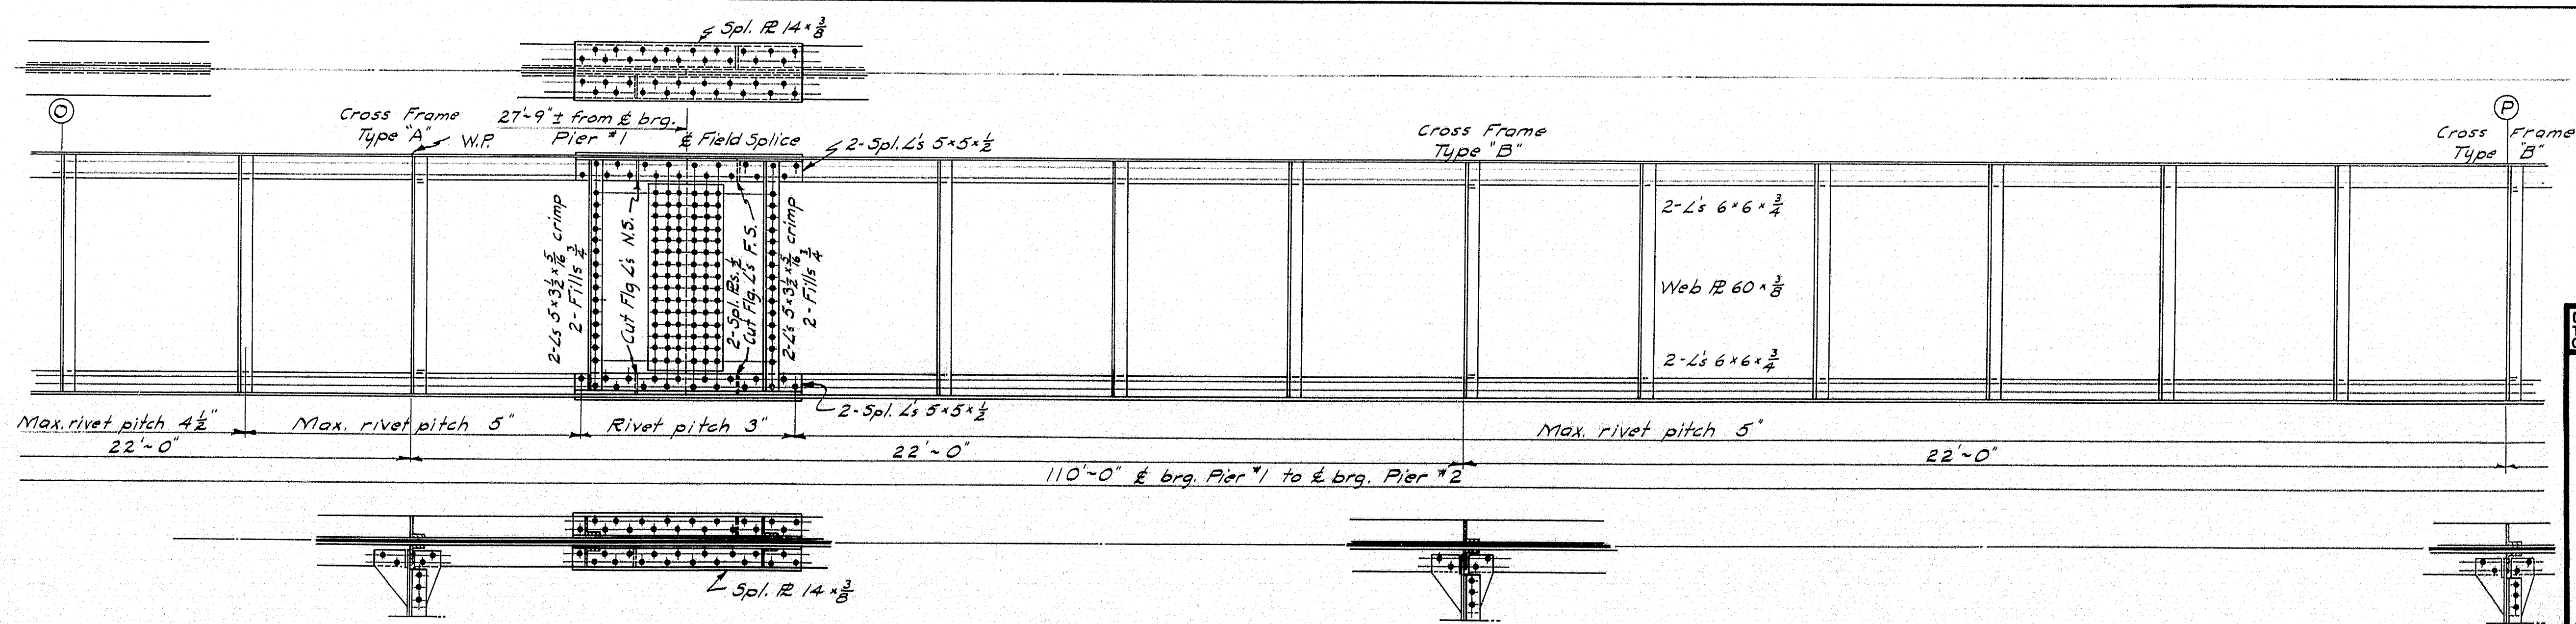 Spl. ⅊ 14 × 3/8
O
P
Cross Frame
Type "A"
W.P.
27'~9" ± from ℄ brg.
Pier #1
℄ Field Splice
2-Spl. L's 5×5×1/2
Cross Frame
Type "B"
Cross Frame
Type "B"
2-L's 5×3 1/2×5/16 crimp
2-Fills 3/4
Cut Flg. L's N.S.
2-Spl. ⅊s. 1/2
Cut Flg. L's F.S.
2-L's 5×3 1/2×5/16 crimp
2-Fills 3/4
2-L's 6×6×3/4
Web ⅊ 60 × 3/8
2-L's 6×6×3/4
2-Spl. L's 5×5×1/2
Max. rivet pitch 4 1/2"
Max. rivet pitch 5"
Rivet pitch 3"
Max. rivet pitch 5"
22'~0"
22'~0"
22'~0"
110'~0" ℄ brg. Pier #1 to ℄ brg. Pier #2
Spl. ⅊ 14 × 3/8